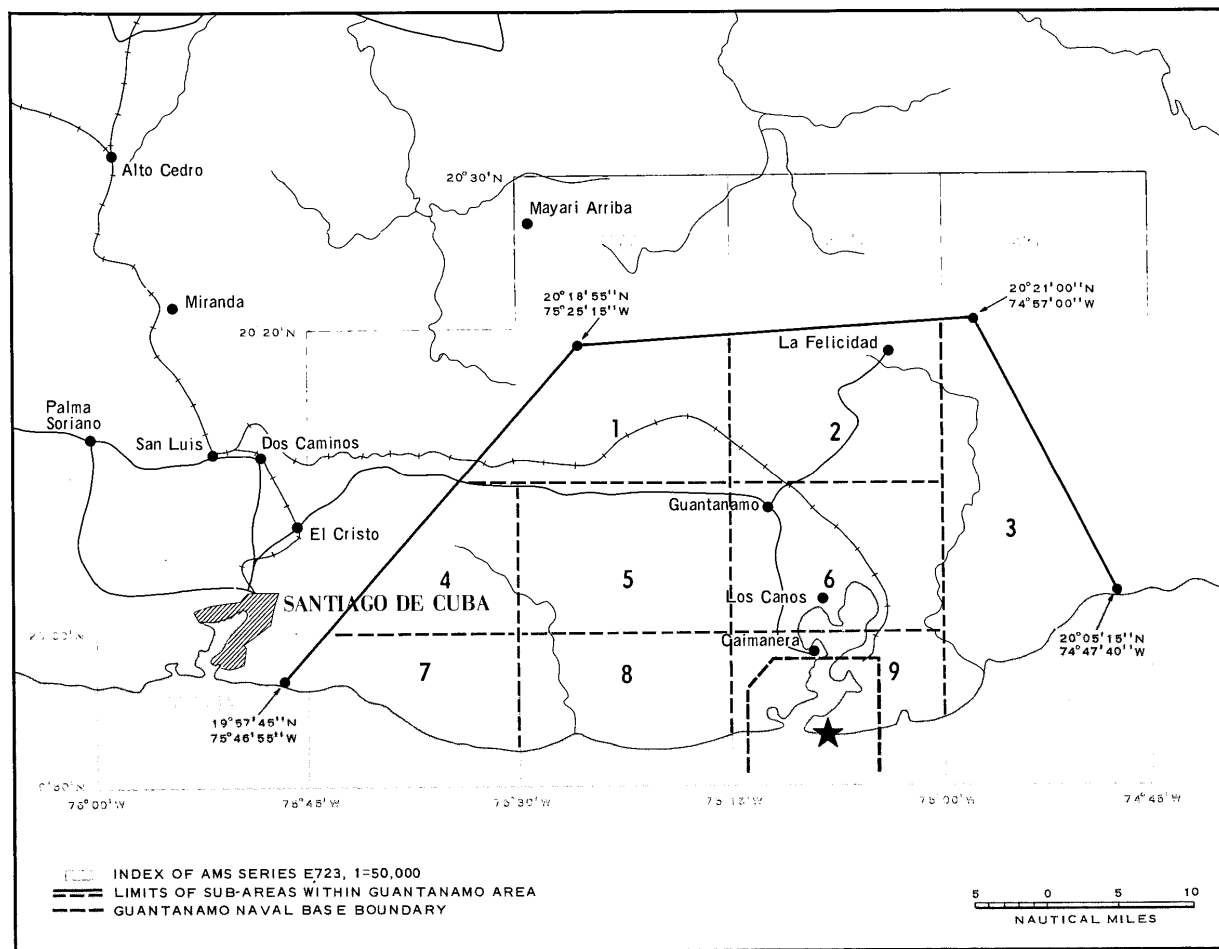 Alto Cedro
20°30'N
Mayari Arriba
20°18'55"N
75°25'15"W
20°21'00"N
74°57'00"W
Miranda
20°20'N
La Felicidad
Palma
Soriano
San Luis
Dos Caminos
1
2
Guantanamo
El Cristo
3
4
5
6
Los Canos
SANTIAGO DE CUBA
Caimanera
20°05'15"N
74°47'40"W
7
8
9
19°57'45"N
75°46'55"W
76°00'W
75°45'W
75°30'W
75°15'W
75°00'W
74°45'W
INDEX OF AMS SERIES E723, 1=50,000
LIMITS OF SUB-AREAS WITHIN GUANTANAMO AREA
GUANTANAMO NAVAL BASE BOUNDARY
5 0 5 10
NAUTICAL MILES